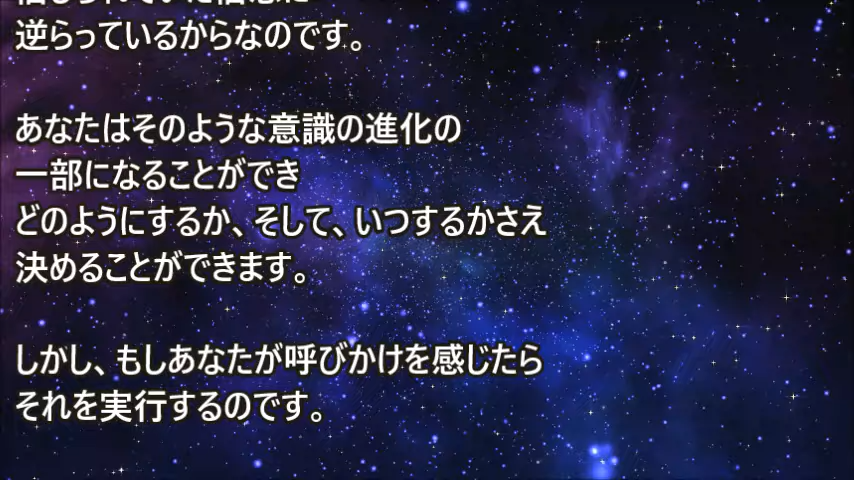 逆らっているからなのです。
あなたはそのような意識の進化の
一部になることができ
どのようにするか、そして、いつするかさえ
決めることができます。
しかし、もしあなたが呼びかけを感じたら
それを実行するのです。